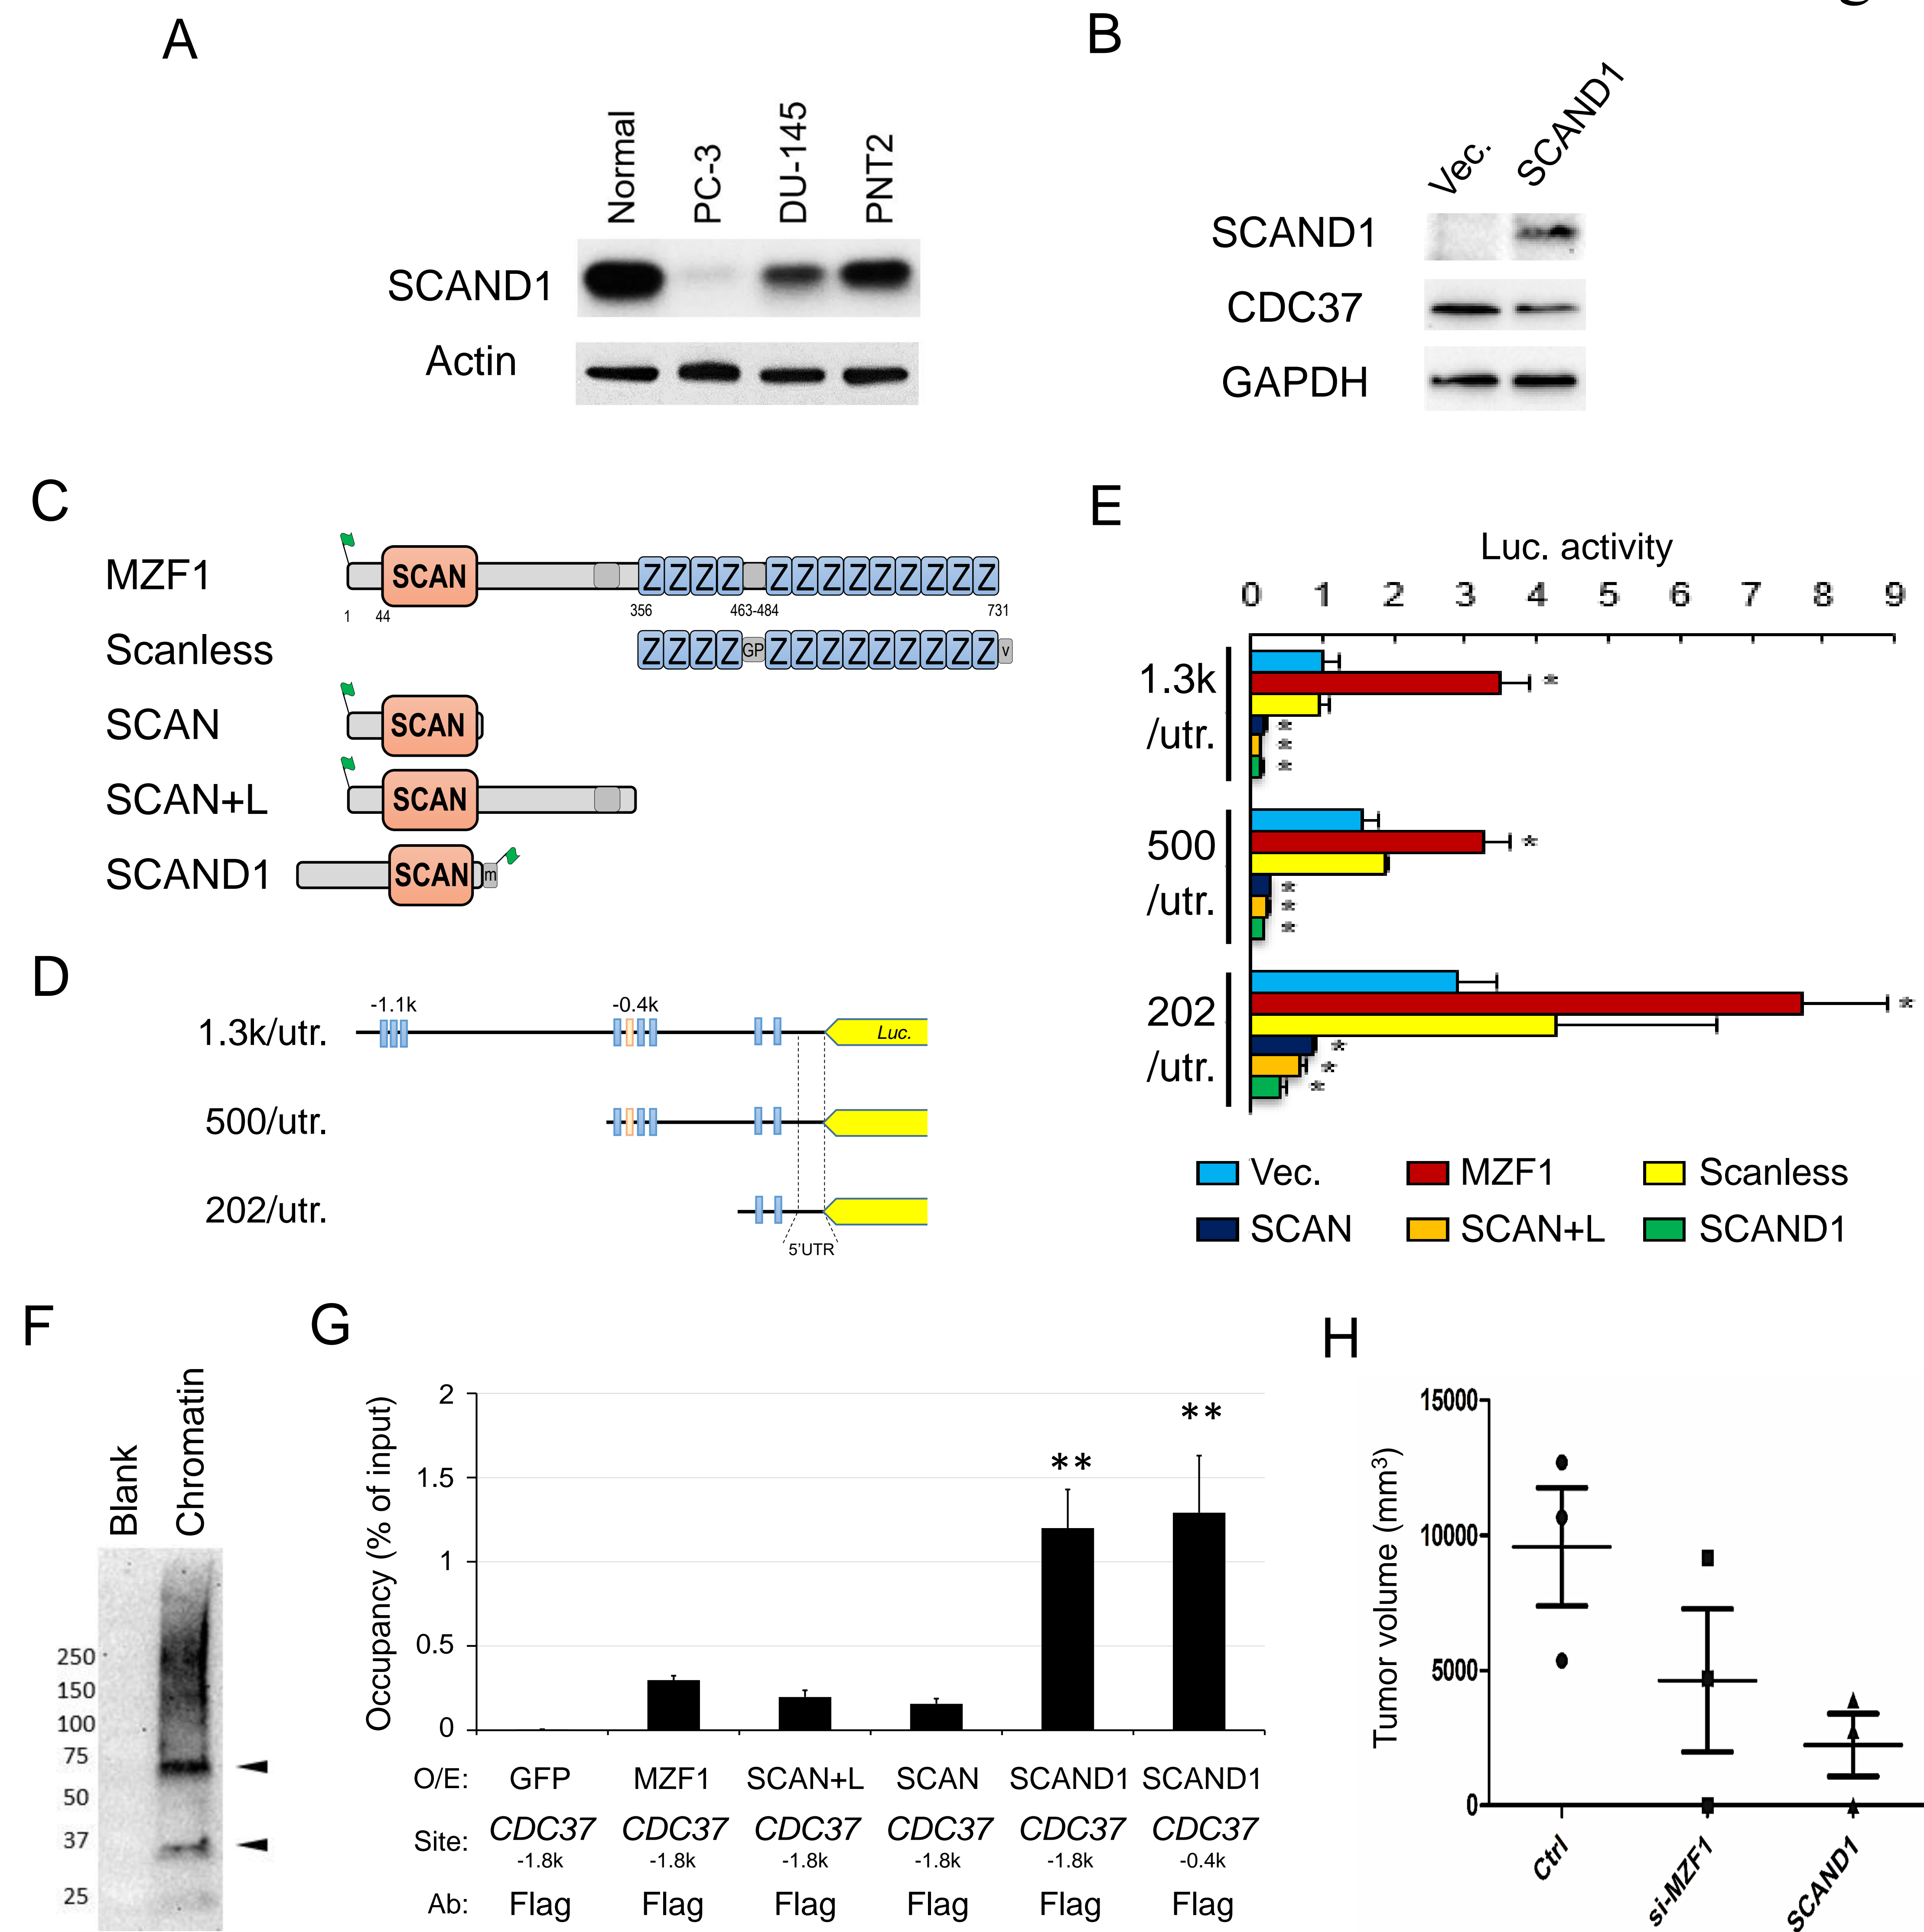 A
Normal
PC-3
DU-145
PNT2
SCAND1
Actin
B
Vec.
SCAND1
SCAND1
CDC37
GAPDH
C
MZF1
SCAN
Z Z Z Z Z Z Z Z Z Z Z Z Z
1 44 356 463-484 731
Scanless
Z Z Z Z GP Z Z Z Z Z Z Z Z Z v
SCAN
SCAN
SCAN+L
SCAN
SCAND1
SCAN m
D
-1.1k -0.4k
1.3k/utr.
Luc.
500/utr.
202/utr.
5'UTR
E
Luc. activity
0 1 2 3 4 5 6 7 8 9
1.3k
/utr.
*
*
*
*
500
/utr.
*
*
*
*
202
/utr.
*
*
*
*
Vec. MZF1 Scanless
SCAN SCAN+L SCAND1
F
Blank
Chromatin
250
150
100
75
50
37
25
G
Occupancy (% of input)
2
1.5
1
0.5
0
**
**
O/E: GFP MZF1 SCAN+L SCAN SCAND1 SCAND1
Site: CDC37 CDC37 CDC37 CDC37 CDC37 CDC37
-1.8k -1.8k -1.8k -1.8k -1.8k -0.4k
Ab: Flag Flag Flag Flag Flag Flag
H
Tumor volume (mm3)
15000
10000
5000
0
Ctrl
si-MZF1
SCAND1